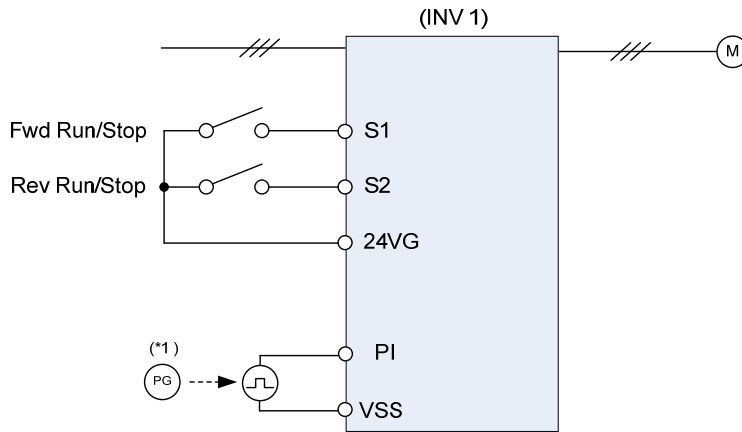 (INV 1)
M
Fwd Run/Stop
S1
Rev Run/Stop
S2
24VG
(*1 )
PG
PI
VSS